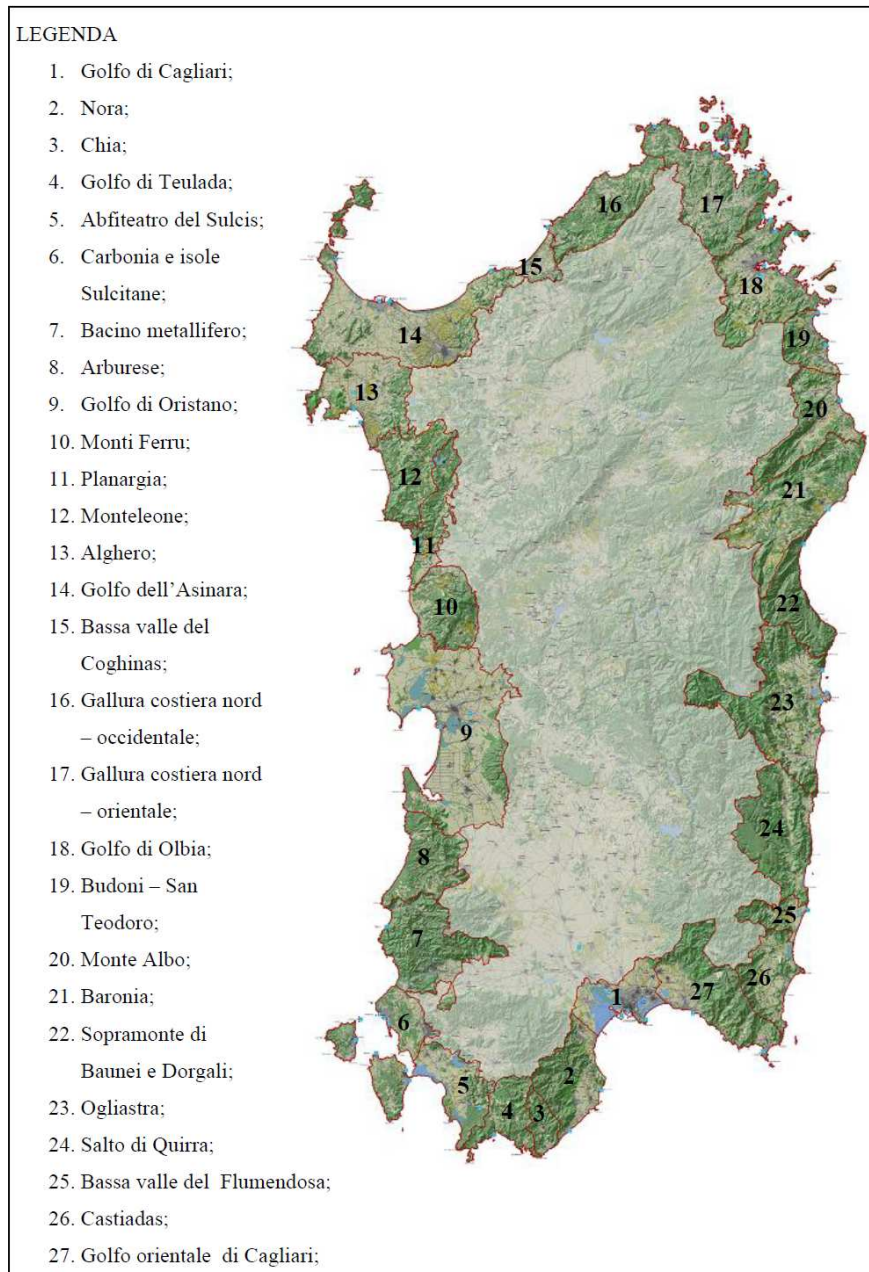 LEGENDA
1. Golfo di Cagliari;
2. Nora;
3. Chia;
4. Golfo di Teulada;
5. Abfiteatro del Sulcis;
6. Carbonia e isole
Sulcitane;
7. Bacino metallifero;
8. Arburese;
9. Golfo di Oristano;
10. Monti Ferru;
11. Planargia;
12. Monteleone;
13. Alghero;
14. Golfo dell’Asinara;
15. Bassa valle del
Coghinas;
16. Gallura costiera nord
– occidentale;
17. Gallura costiera nord
– orientale;
18. Golfo di Olbia;
19. Budoni – San
Teodoro;
20. Monte Albo;
21. Baronia;
22. Sopramonte di
Baunei e Dorgali;
23. Ogliastra;
24. Salto di Quirra;
25. Bassa valle del Flumendosa;
26. Castiadas;
27. Golfo orientale di Cagliari;
16
17
15
18
14
19
13
20
12
21
11
10
22
23
9
24
8
25
7
26
27
1
6
5
2
4
3